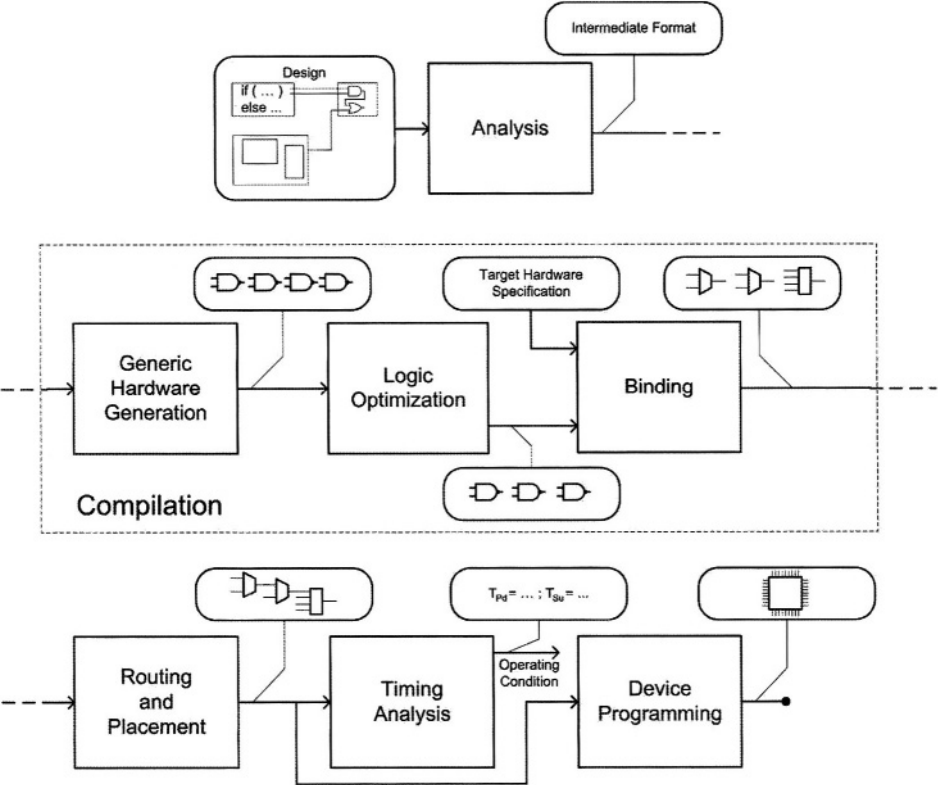 Intermediate Format
Design
if ( ... )
else ...
Analysis
Target Hardware
Specification
Generic
Hardware
Generation
Logic
Optimization
Binding
Compilation
T_Pd = ... ; T_Su = ...
Routing
and
Placement
Timing
Analysis
Operating
Condition
Device
Programming